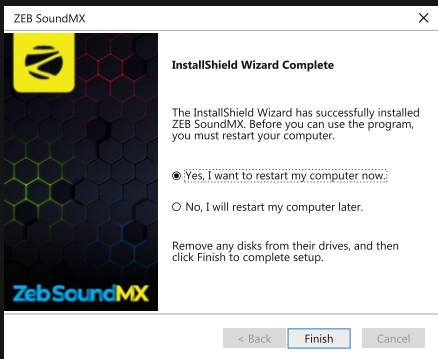 ZEB SoundMX
InstallShield Wizard Complete
The InstallShield Wizard has successfully installed
ZEB SoundMX. Before you can use the program,
you must restart your computer.
Yes, I want to restart my computer now.
No, I will restart my computer later.
Remove any disks from their drives, and then
click Finish to complete setup.
ZebSoundMX
< Back
Finish
Cancel